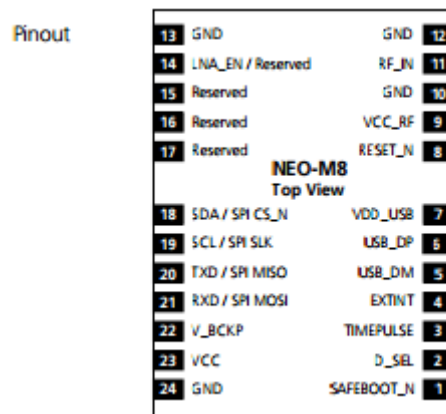 Pinout
13 GND GND 12
14 LNA_EN / Reserved RF_IN 11
15 Reserved GND 10
16 Reserved VCC_RF 9
17 Reserved RESET_N 8
NEO-M8
Top View
18 SDA / SPI CS_N VDD_USB 7
19 SCL / SPI SLK USB_DP 6
20 TXD / SPI MISO USB_DM 5
21 RXD / SPI MOSI EXTINT 4
22 V_BCKP TIMEPULSE 3
23 VCC D_SEL 2
24 GND SAFEBOOT_N 1